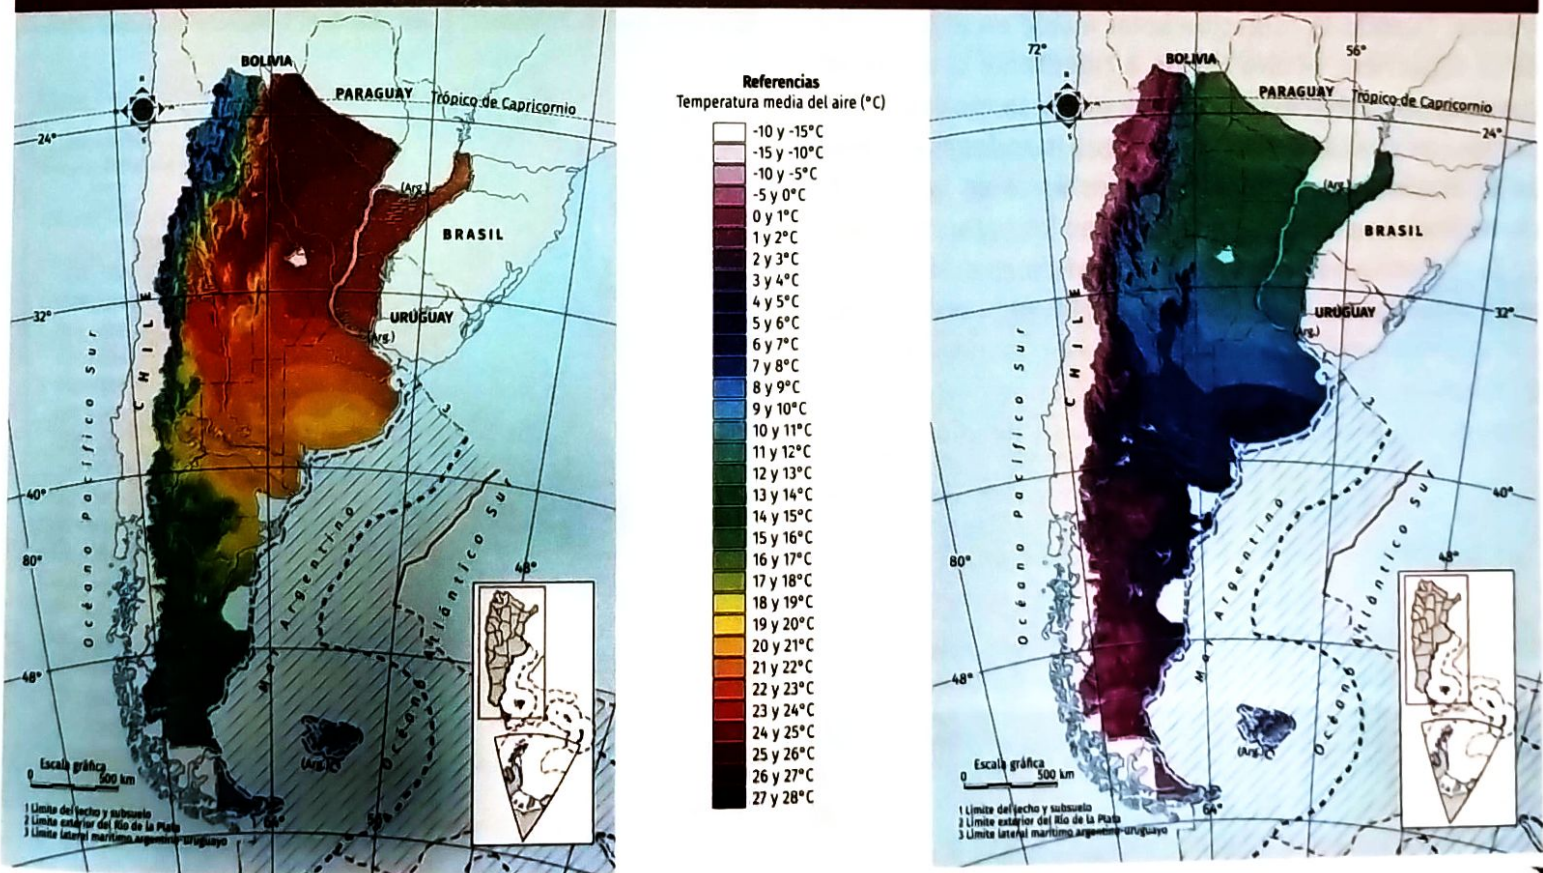 BOLIVIA
PARAGUAY
Trópico de Capricornio
24°
(Arg.)
BRASIL
CHILE
32°
URUGUAY
(Arg.)
Océano Pacífico Sur
3
40°
80°
Argentino
Atlántico Sur
48°
48°
Océano
(Arg.)
Escala gráfica
0 500 km
1 Límite del lecho y subsuelo
2 Límite exterior del Río de la Plata
3 Límite lateral marítimo argentino-uruguayo
Referencias
Temperatura media del aire (°C)
-10 y -15°C
-15 y -10°C
-10 y -5°C
-5 y 0°C
0 y 1°C
1 y 2°C
2 y 3°C
3 y 4°C
4 y 5°C
5 y 6°C
6 y 7°C
7 y 8°C
8 y 9°C
9 y 10°C
10 y 11°C
11 y 12°C
12 y 13°C
13 y 14°C
14 y 15°C
15 y 16°C
16 y 17°C
17 y 18°C
18 y 19°C
19 y 20°C
20 y 21°C
21 y 22°C
22 y 23°C
23 y 24°C
24 y 25°C
25 y 26°C
26 y 27°C
27 y 28°C
72°
56°
BOLIVIA
PARAGUAY
Trópico de Capricornio
24°
(Arg.)
BRASIL
CHILE
32°
URUGUAY
(Arg.)
Océano Pacífico Sur
40°
80°
Argentino
Atlántico Sur
48°
48°
Océano
(Arg.)
Escala gráfica
0 500 km
64°
1 Límite del lecho y subsuelo
2 Límite exterior del Río de la Plata
3 Límite lateral marítimo argentino-uruguayo